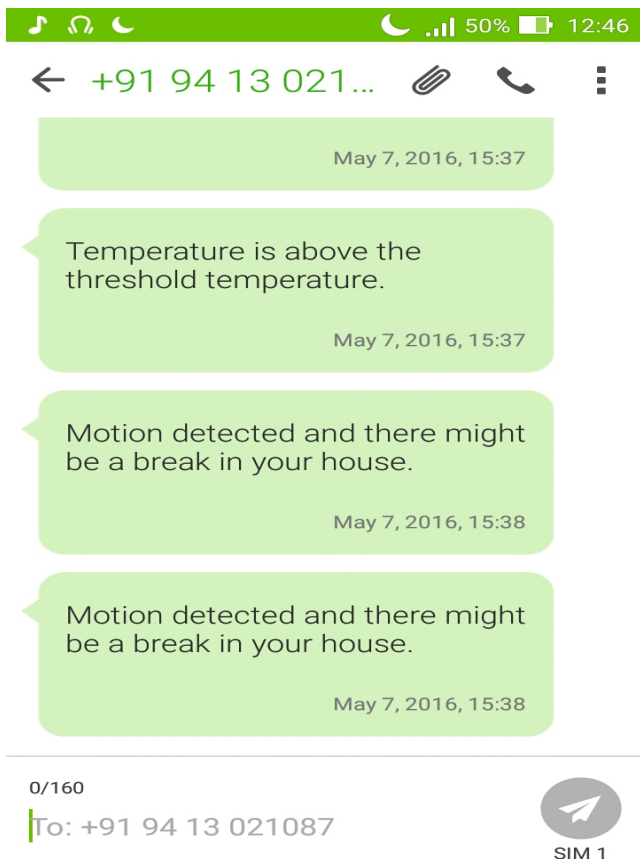 50% 12:46
+91 94 13 021...
May 7, 2016, 15:37
Temperature is above the
threshold temperature.
May 7, 2016, 15:37
Motion detected and there might
be a break in your house.
May 7, 2016, 15:38
Motion detected and there might
be a break in your house.
May 7, 2016, 15:38
0/160
To: +91 94 13 021087
SIM 1